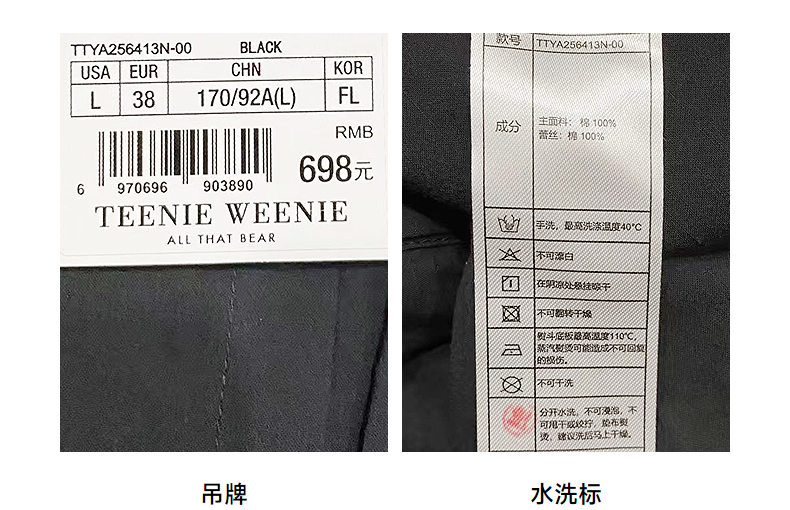 TTYA256413N-00 BLACK
USA EUR CHN KOR
L 38 170/92A(L) FL
RMB
698元
6 970696 903890
TEENIE WEENIE
ALL THAT BEAR
款号 TTYA256413N-00
成分
主面料: 棉 100%
蕾丝: 棉 100%
手洗，最高洗涤温度40°C
不可漂白
在阴凉处悬挂晾干
不可翻转干燥
熨斗底板最高温度110℃,
蒸汽熨烫可能造成不可回复
的损伤。
不可干洗
分开水洗，不可浸泡，不
可甩干或绞拧，垫布熨
烫，建议洗后马上干燥。
吊牌
水洗标